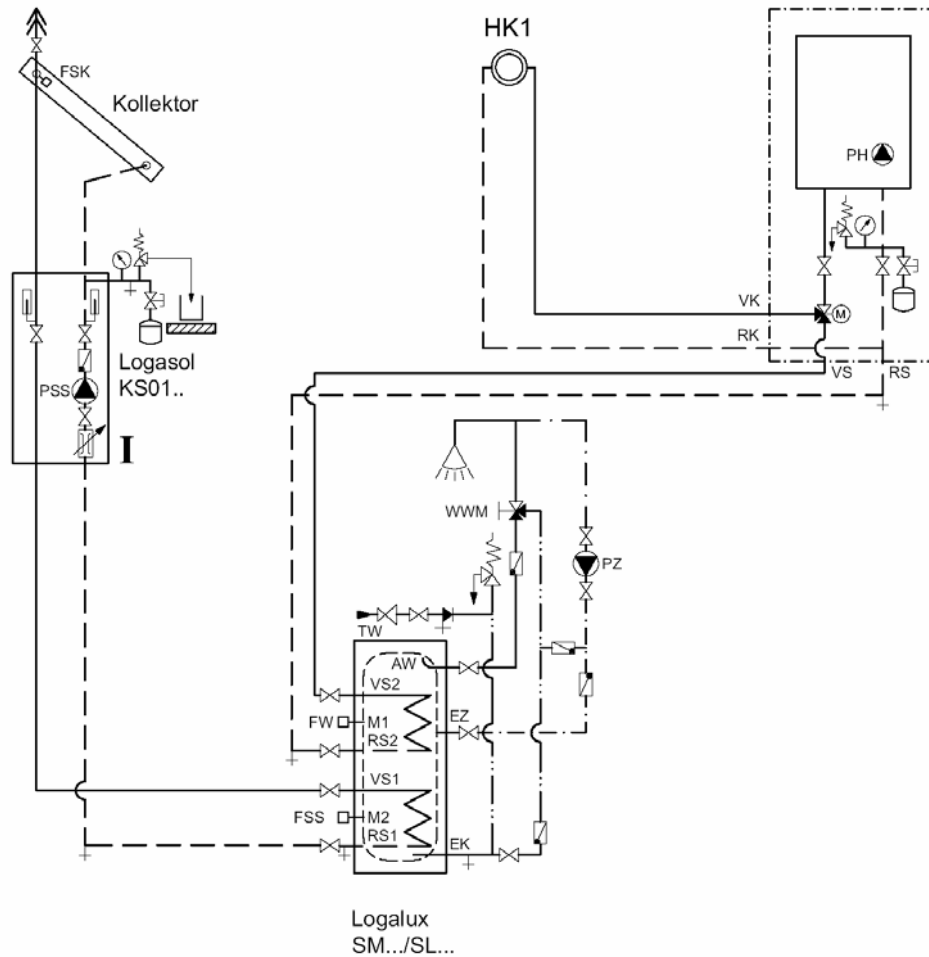 HK1
FSK
Kollektor
PH
VK
M
RK
VS
RS
Logasol
KS01..
PSS
I
WWM
PZ
TW
AW
VS2
FW
M1
EZ
RS2
VS1
FSS
M2
RS1
EK
Logalux
SM.../SL...